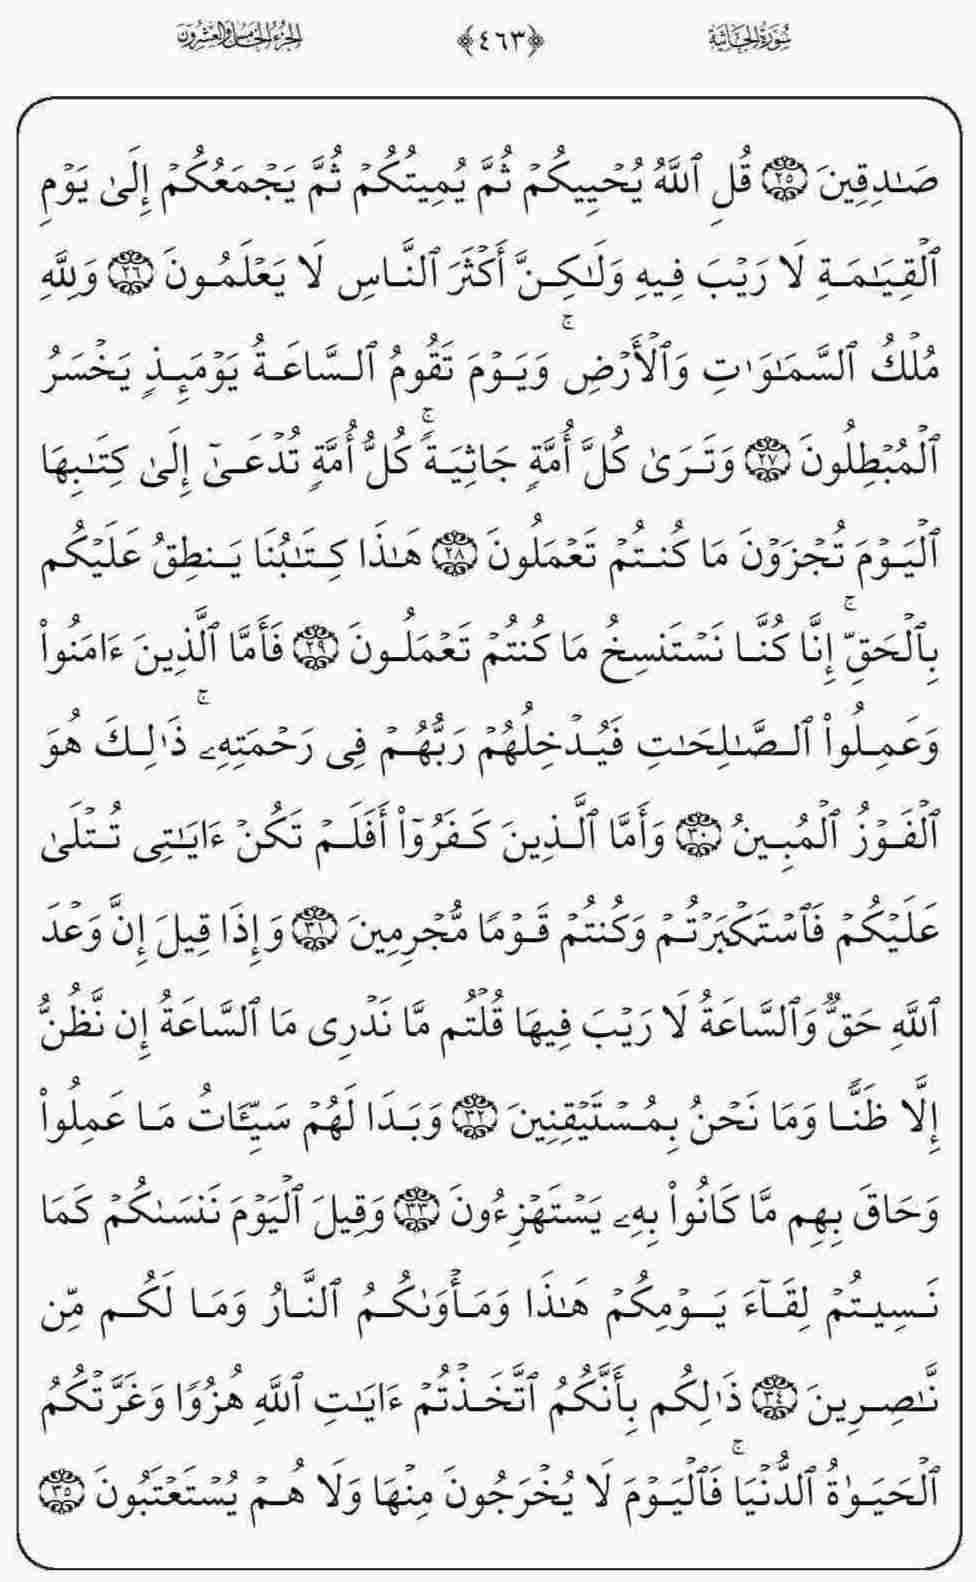 سُورَةُ الجَاثِيَة ﴿٤٦٣﴾ الجُزءُ الخَامِسُ وَالعِشْرُونَ
صَـٰدِقِينَ ٢٥ قُلِ ٱللَّهُ يُحْيِيكُمْ ثُمَّ يُمِيتُكُمْ ثُمَّ يَجْمَعُكُمْ إِلَىٰ يَوْمِ
ٱلْقِيَـٰمَةِ لَا رَيْبَ فِيهِ وَلَـٰكِنَّ أَكْثَرَ ٱلنَّاسِ لَا يَعْلَمُونَ ٢٦ وَلِلَّهِ
مُلْكُ ٱلسَّمَـٰوَٰتِ وَٱلْأَرْضِ ۚ وَيَوْمَ تَقُومُ ٱلسَّاعَةُ يَوْمَئِذٍ يَخْسَرُ
ٱلْمُبْطِلُونَ ٢٧ وَتَرَىٰ كُلَّ أُمَّةٍ جَاثِيَةً ۚ كُلُّ أُمَّةٍ تُدْعَىٰٓ إِلَىٰ كِتَـٰبِهَا
ٱلْيَوْمَ تُجْزَوْنَ مَا كُنتُمْ تَعْمَلُونَ ٢٨ هَـٰذَا كِتَـٰبُنَا يَنطِقُ عَلَيْكُم
بِٱلْحَقِّ ۚ إِنَّا كُنَّا نَسْتَنسِخُ مَا كُنتُمْ تَعْمَلُونَ ٢٩ فَأَمَّا ٱلَّذِينَ ءَامَنُوا۟
وَعَمِلُوا۟ ٱلصَّـٰلِحَـٰتِ فَيُدْخِلُهُمْ رَبُّهُمْ فِى رَحْمَتِهِۦ ۚ ذَٰلِكَ هُوَ
ٱلْفَوْزُ ٱلْمُبِينُ ٣٠ وَأَمَّا ٱلَّذِينَ كَفَرُوٓا۟ أَفَلَمْ تَكُنْ ءَايَـٰتِى تُتْلَىٰ
عَلَيْكُمْ فَٱسْتَكْبَرْتُمْ وَكُنتُمْ قَوْمًا مُّجْرِمِينَ ٣١ وَإِذَا قِيلَ إِنَّ وَعْدَ
ٱللَّهِ حَقٌّ وَٱلسَّاعَةُ لَا رَيْبَ فِيهَا قُلْتُم مَّا نَدْرِى مَا ٱلسَّاعَةُ إِن نَّظُنُّ
إِلَّا ظَنًّا وَمَا نَحْنُ بِمُسْتَيْقِنِينَ ٣٢ وَبَدَا لَهُمْ سَيِّـَٔاتُ مَا عَمِلُوا۟
وَحَاقَ بِهِم مَّا كَانُوا۟ بِهِۦ يَسْتَهْزِءُونَ ٣٣ وَقِيلَ ٱلْيَوْمَ نَنسَىٰكُمْ كَمَا
نَسِيتُمْ لِقَآءَ يَوْمِكُمْ هَـٰذَا وَمَأْوَىٰكُمُ ٱلنَّارُ وَمَا لَكُم مِّن
نَّـٰصِرِينَ ٣٤ ذَٰلِكُم بِأَنَّكُمُ ٱتَّخَذْتُمْ ءَايَـٰتِ ٱللَّهِ هُزُوًا وَغَرَّتْكُمُ
ٱلْحَيَوٰةُ ٱلدُّنْيَا ۚ فَٱلْيَوْمَ لَا يُخْرَجُونَ مِنْهَا وَلَا هُمْ يُسْتَعْتَبُونَ ٣٥